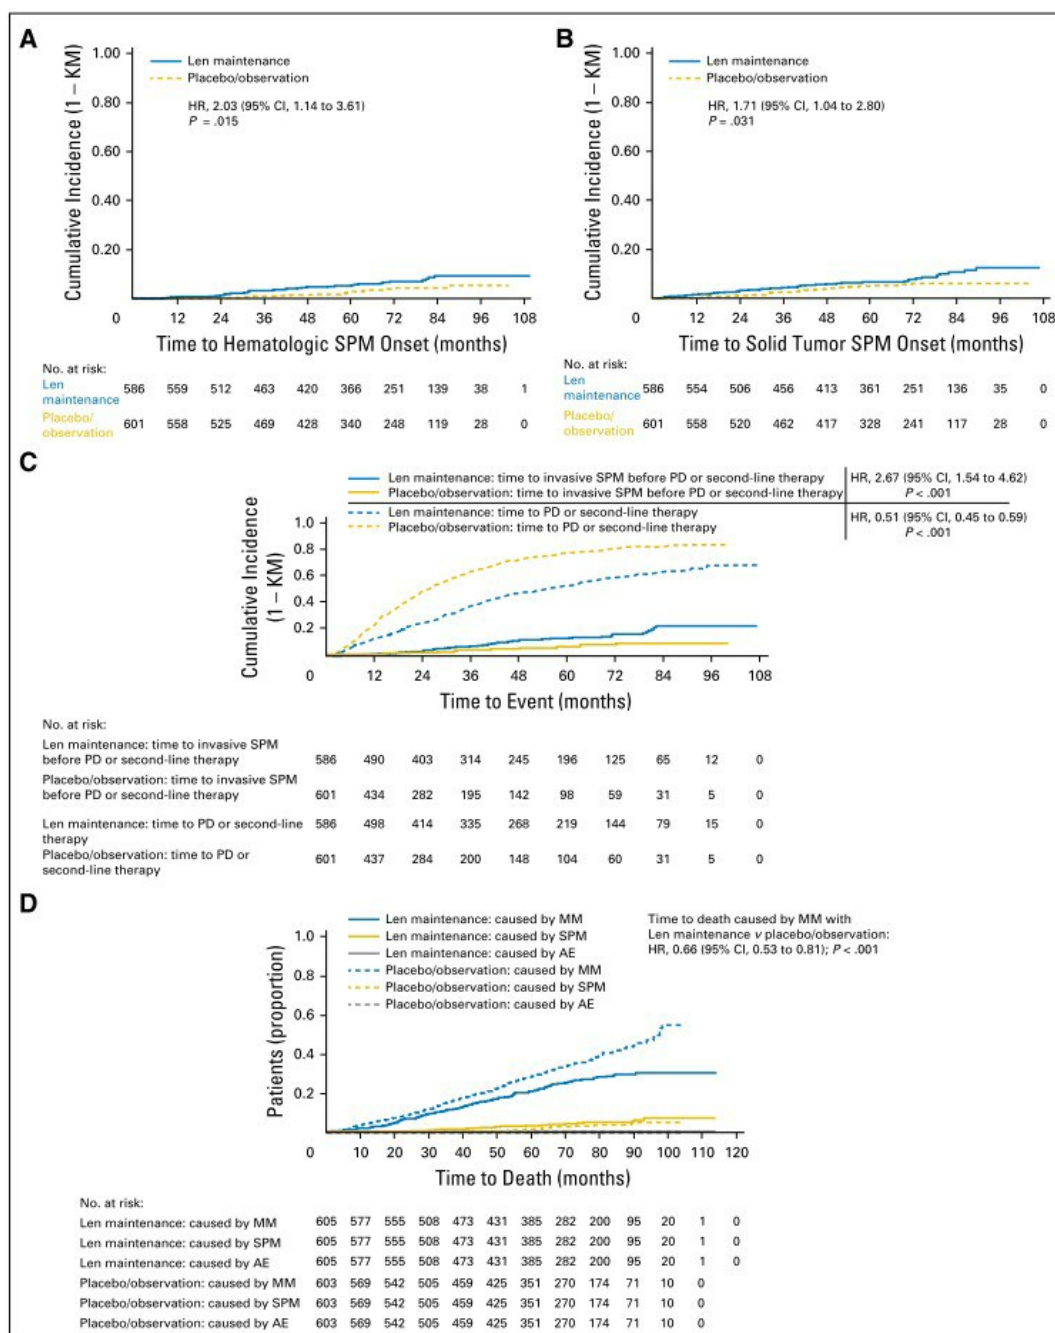 A
Cumulative Incidence (1 – KM)
1.00
0.80
0.60
0.40
0.20
Len maintenance
Placebo/observation
HR, 2.03 (95% CI, 1.14 to 3.61)
P = .015
0 12 24 36 48 60 72 84 96 108
Time to Hematologic SPM Onset (months)
No. at risk:
Len maintenance 586 559 512 463 420 366 251 139 38 1
Placebo/observation 601 558 525 469 428 340 248 119 28 0
B
Cumulative Incidence (1 – KM)
1.00
0.80
0.60
0.40
0.20
Len maintenance
Placebo/observation
HR, 1.71 (95% CI, 1.04 to 2.80)
P = .031
0 12 24 36 48 60 72 84 96 108
Time to Solid Tumor SPM Onset (months)
No. at risk:
Len maintenance 586 554 506 456 413 361 251 136 35 0
Placebo/observation 601 558 520 462 417 328 241 117 28 0
C
Len maintenance: time to invasive SPM before PD or second-line therapy
Placebo/observation: time to invasive SPM before PD or second-line therapy
HR, 2.67 (95% CI, 1.54 to 4.62)
P < .001
Len maintenance: time to PD or second-line therapy
Placebo/observation: time to PD or second-line therapy
HR, 0.51 (95% CI, 0.45 to 0.59)
P < .001
Cumulative Incidence
(1 – KM)
1.0
0.8
0.6
0.4
0.2
0 12 24 36 48 60 72 84 96 108
Time to Event (months)
No. at risk:
Len maintenance: time to invasive SPM
before PD or second-line therapy 586 490 403 314 245 196 125 65 12 0
Placebo/observation: time to invasive SPM
before PD or second-line therapy 601 434 282 195 142 98 59 31 5 0
Len maintenance: time to PD or second-line 586 498 414 335 268 219 144 79 15 0
therapy
Placebo/observation: time to PD or 601 437 284 200 148 104 60 31 5 0
second-line therapy
D
Len maintenance: caused by MM
Len maintenance: caused by SPM
Len maintenance: caused by AE
Placebo/observation: caused by MM
Placebo/observation: caused by SPM
Placebo/observation: caused by AE
Time to death caused by MM with
Len maintenance v placebo/observation:
HR, 0.66 (95% CI, 0.53 to 0.81); P < .001
Patients (proportion)
1.0
0.8
0.6
0.4
0.2
0 10 20 30 40 50 60 70 80 90 100 110 120
Time to Death (months)
No. at risk:
Len maintenance: caused by MM 605 577 555 508 473 431 385 282 200 95 20 1 0
Len maintenance: caused by SPM 605 577 555 508 473 431 385 282 200 95 20 1 0
Len maintenance: caused by AE 605 577 555 508 473 431 385 282 200 95 20 1 0
Placebo/observation: caused by MM 603 569 542 505 459 425 351 270 174 71 10 0
Placebo/observation: caused by SPM 603 569 542 505 459 425 351 270 174 71 10 0
Placebo/observation: caused by AE 603 569 542 505 459 425 351 270 174 71 10 0